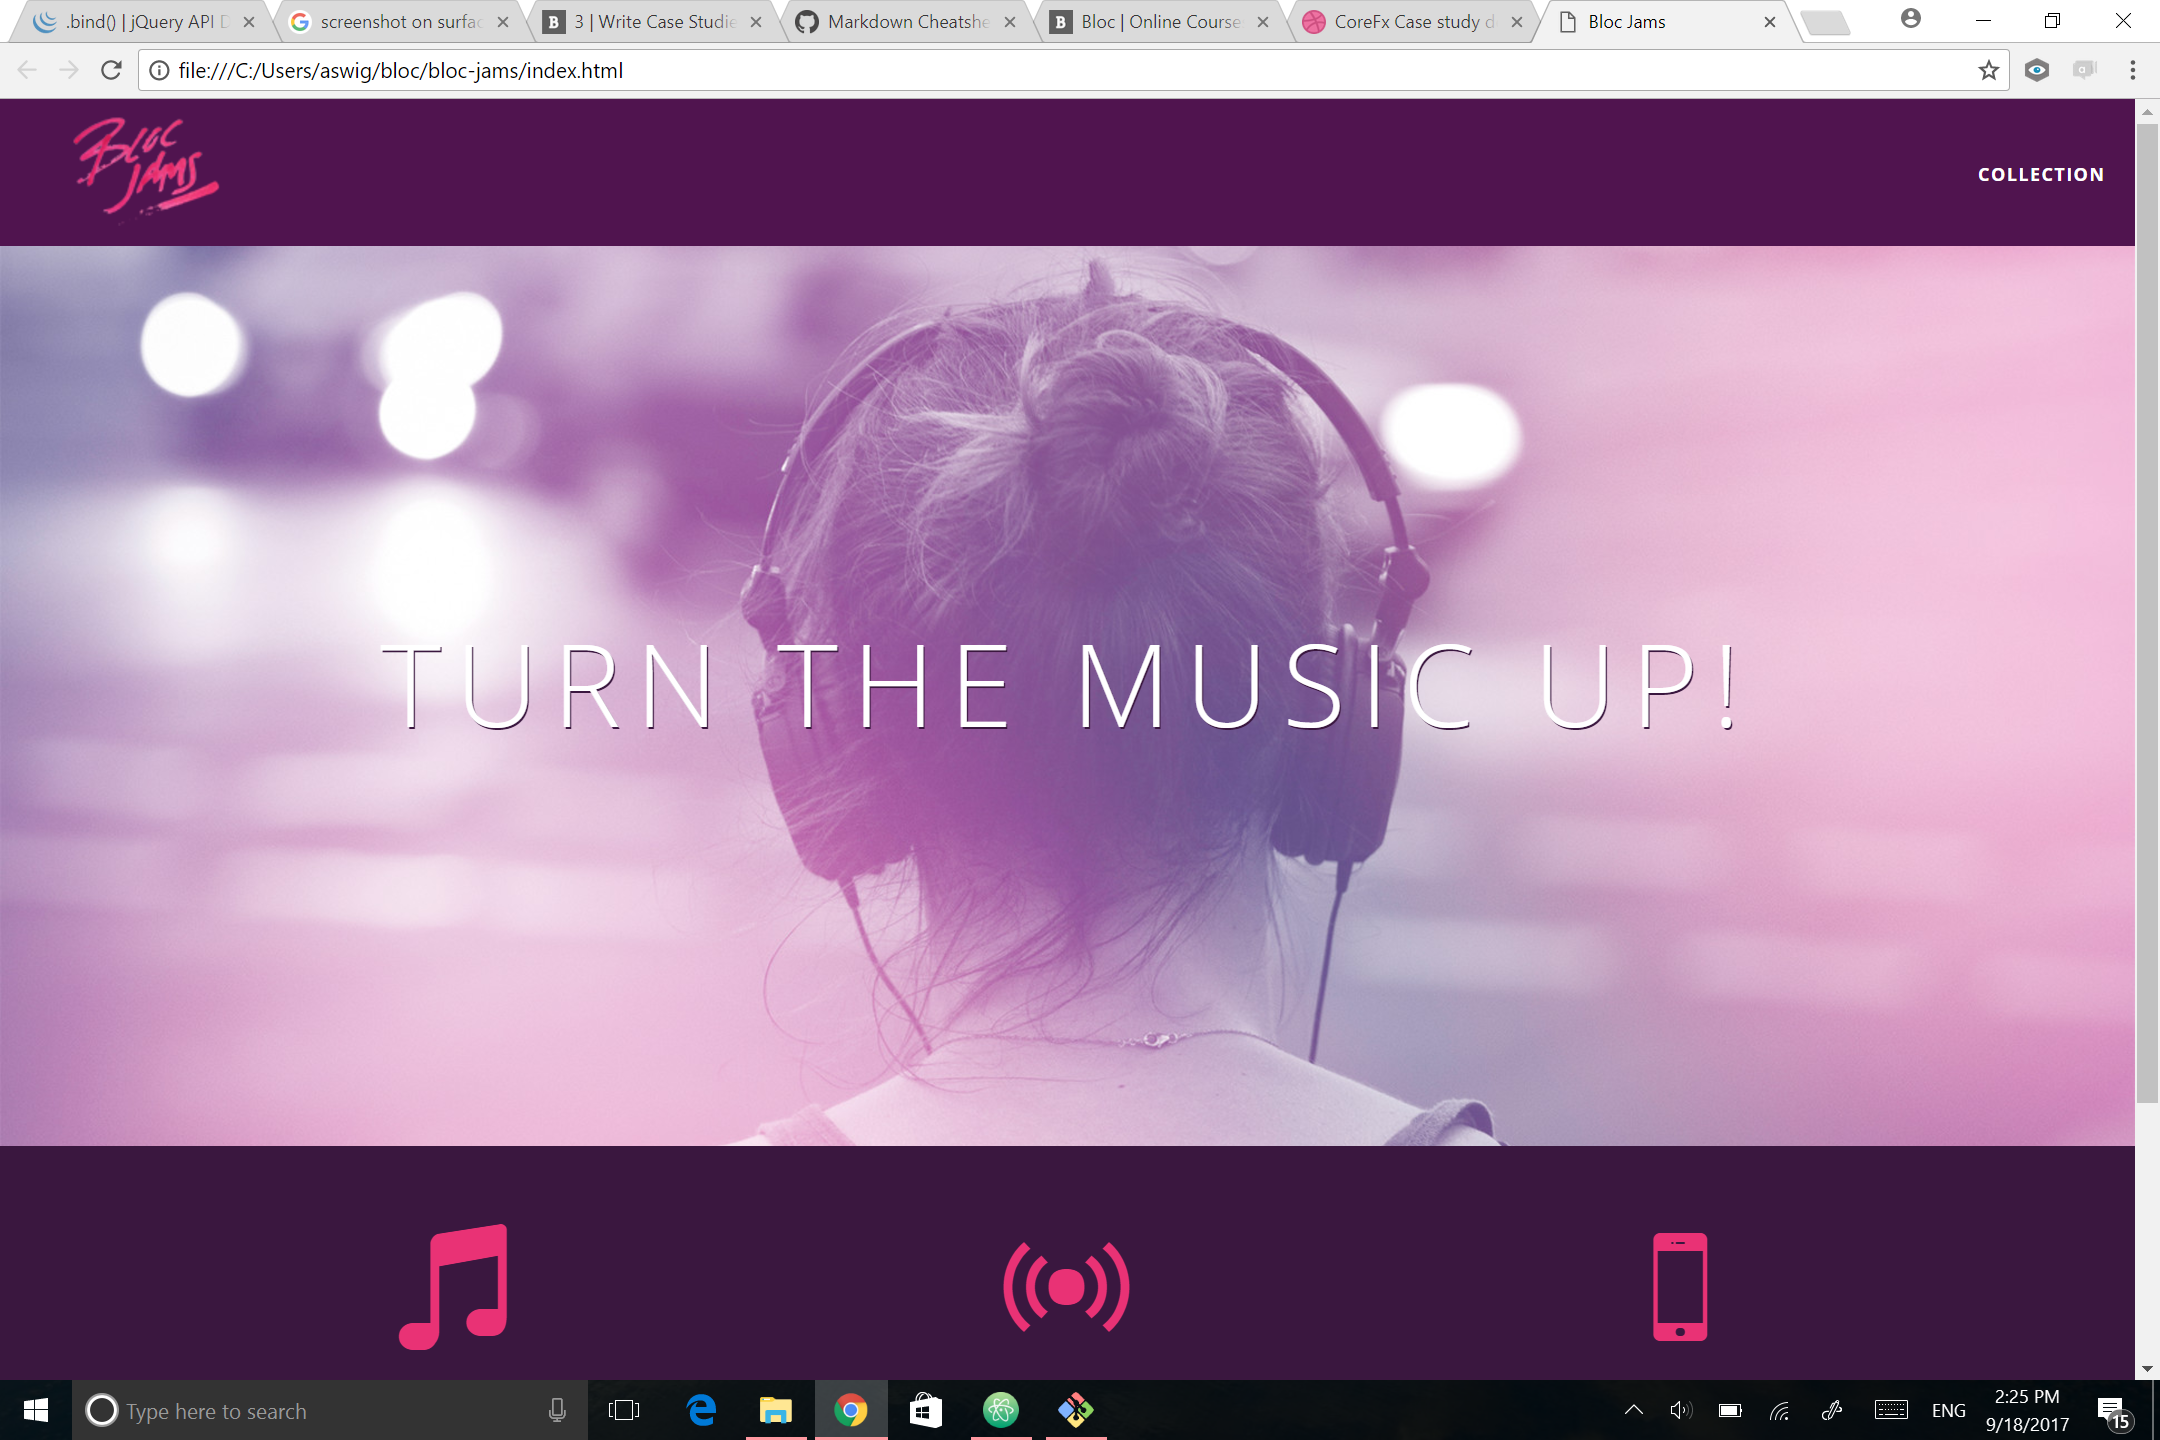 .bind() | jQuery API D
screenshot on surfac
3 | Write Case Studie
Markdown Cheatshe
Bloc | Online Course
CoreFx Case study d
Bloc Jams
file:///C:/Users/aswig/bloc/bloc-jams/index.html
BLOC
JAMS
COLLECTION
TURN THE MUSIC UP!
Type here to search
ENG
2:25 PM
9/18/2017
15